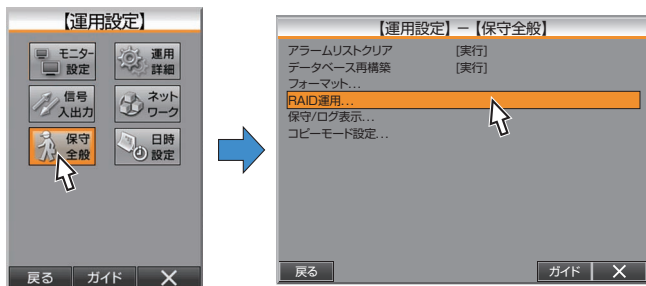 【運用設定】
モニター
設定
運用
詳細
信号
入出力
ネット
ワーク
保守
全般
日時
設定
戻る ガイド X
【運用設定】－【保守全般】
アラームリストクリア [実行]
データベース再構築 [実行]
フォーマット...
RAID運用...
保守/ログ表示...
コピーモード設定...
戻る ガイド X